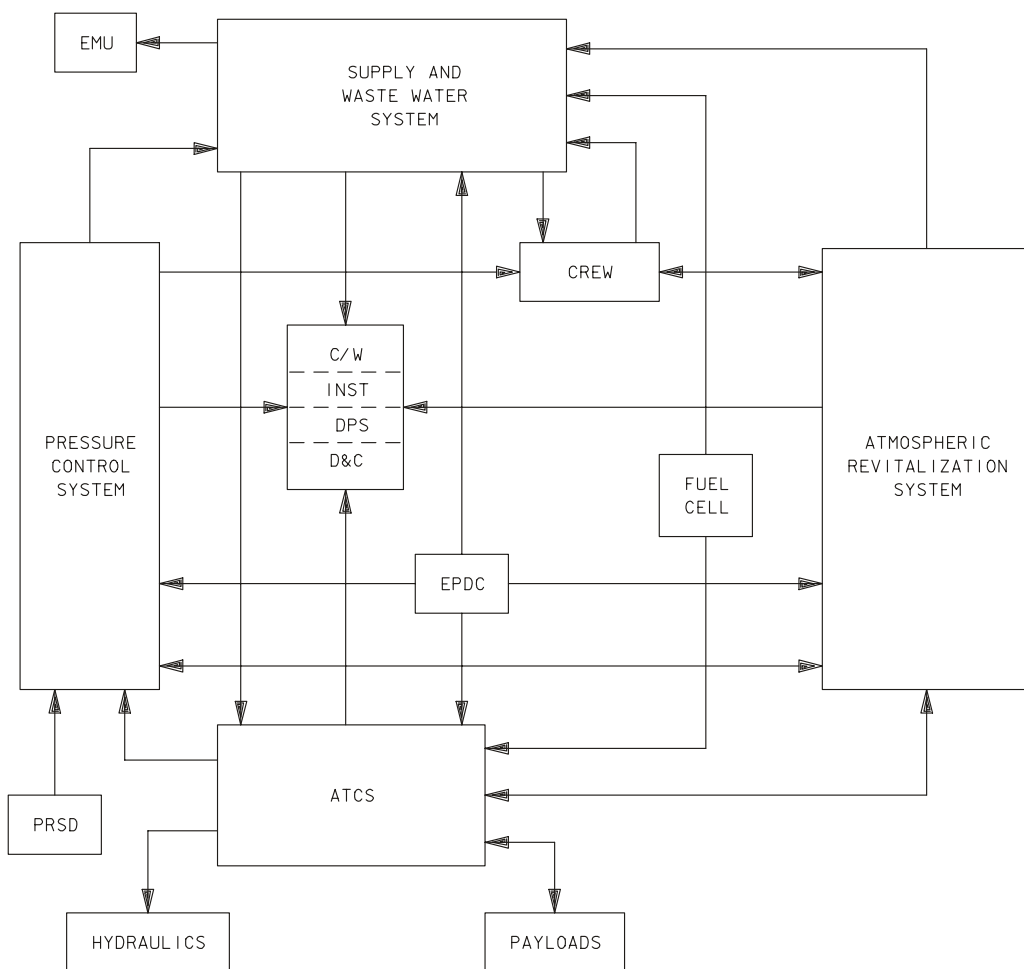 EMU
SUPPLY AND
WASTE WATER
SYSTEM
CREW
C/W
INST
DPS
D&C
PRESSURE
CONTROL
SYSTEM
ATMOSPHERIC
REVITALIZATION
SYSTEM
FUEL
CELL
EPDC
ATCS
PRSD
HYDRAULICS
PAYLOADS